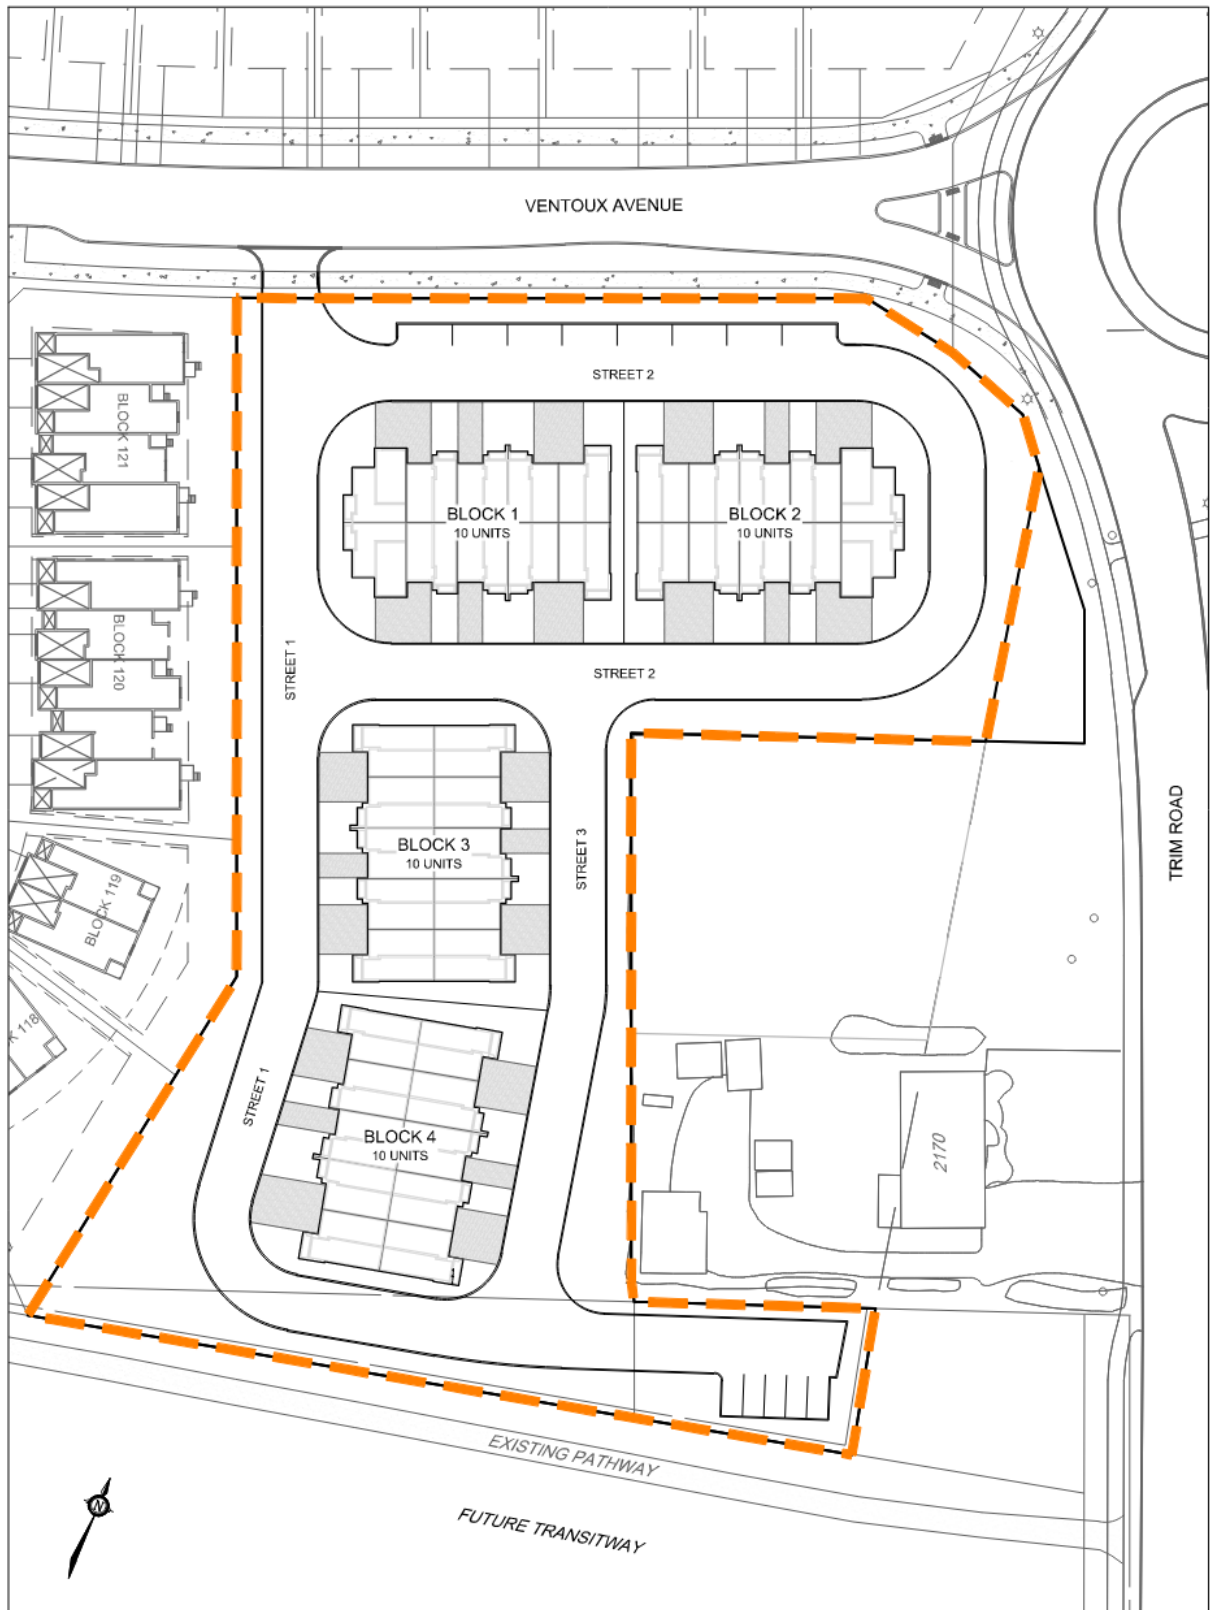 VENTOUX AVENUE
STREET 2
BLOCK 121
BLOCK 1
10 UNITS
BLOCK 2
10 UNITS
BLOCK 120
STREET 1
STREET 2
BLOCK 3
10 UNITS
STREET 3
TRIM ROAD
BLOCK 119
K 118
STREET 1
BLOCK 4
10 UNITS
2170
EXISTING PATHWAY
N
FUTURE TRANSITWAY